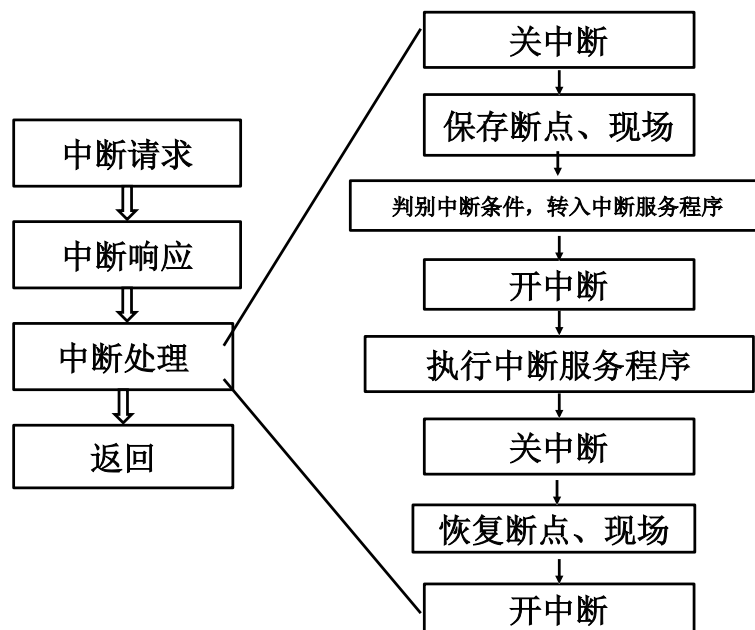 中断请求
中断响应
中断处理
返回
关中断
保存断点、现场
判别中断条件，转入中断服务程序
开中断
执行中断服务程序
关中断
恢复断点、现场
开中断